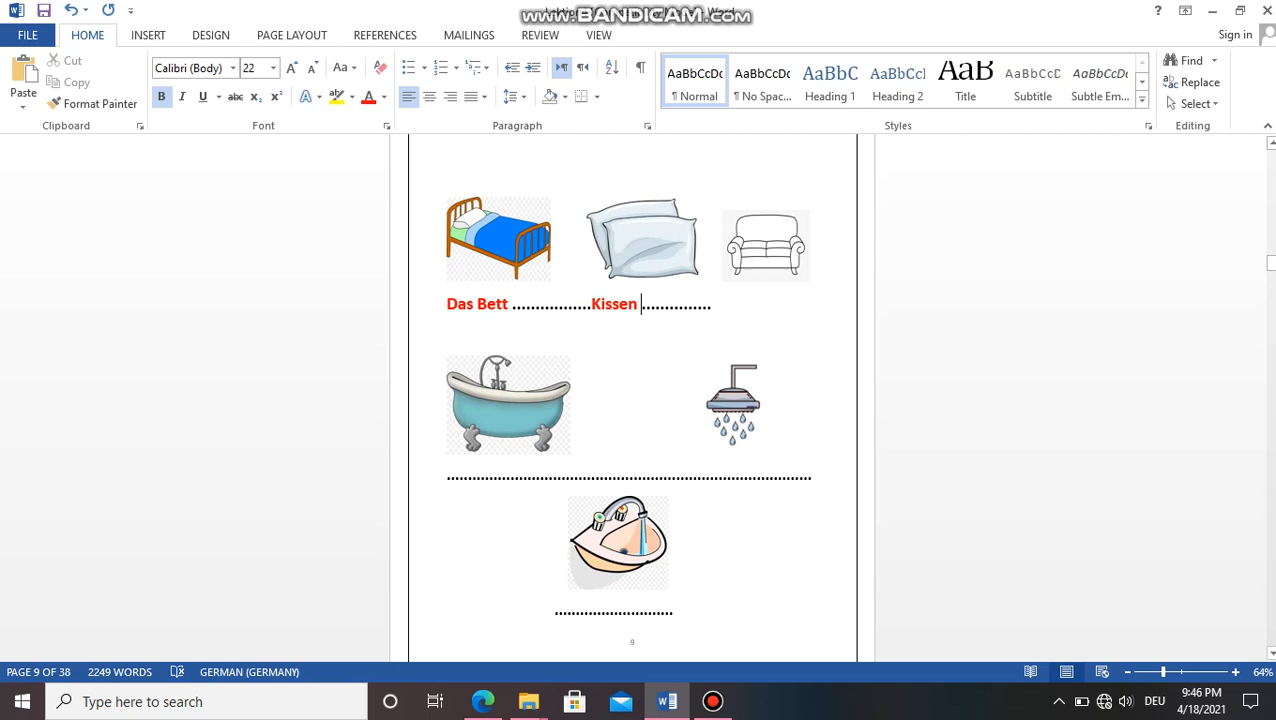 www.BANDICAM.com
Word
Sign in
FILE HOME INSERT DESIGN PAGE LAYOUT REFERENCES MAILINGS REVIEW VIEW
Paste
Cut
Copy
Format Painter
Clipboard
Calibri (Body) 22
Font
Paragraph
AaBbCcDc AaBbCcDc AaBbC AaBbC AaB AaBbCcD AaBbCcD
¶ Normal ¶ No Spac... Heading 1 Heading 2 Title Subtitle Subtle Em...
Styles
Find
Replace
Select
Editing
Das Bett .................Kissen ...............
9
PAGE 9 OF 38 2249 WORDS GERMAN (GERMANY) 64%
Type here to search
DEU
9:46 PM
4/18/2021